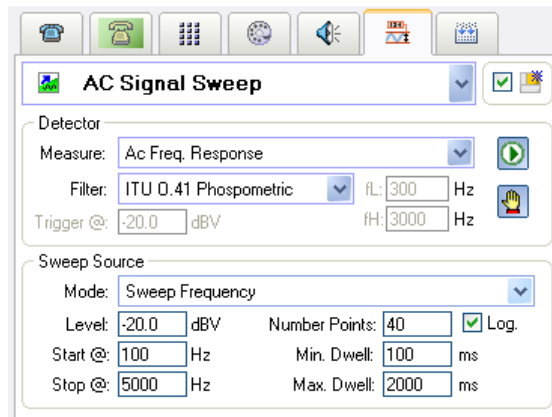 AC Signal Sweep
Detector
Measure: Ac Freq. Response
Filter: ITU O.41 Phospometric fL: 300 Hz
Trigger @: -20.0 dBV fH: 3000 Hz
Sweep Source
Mode: Sweep Frequency
Level: -20.0 dBV Number Points: 40 Log.
Start @: 100 Hz Min. Dwell: 100 ms
Stop @: 5000 Hz Max. Dwell: 2000 ms